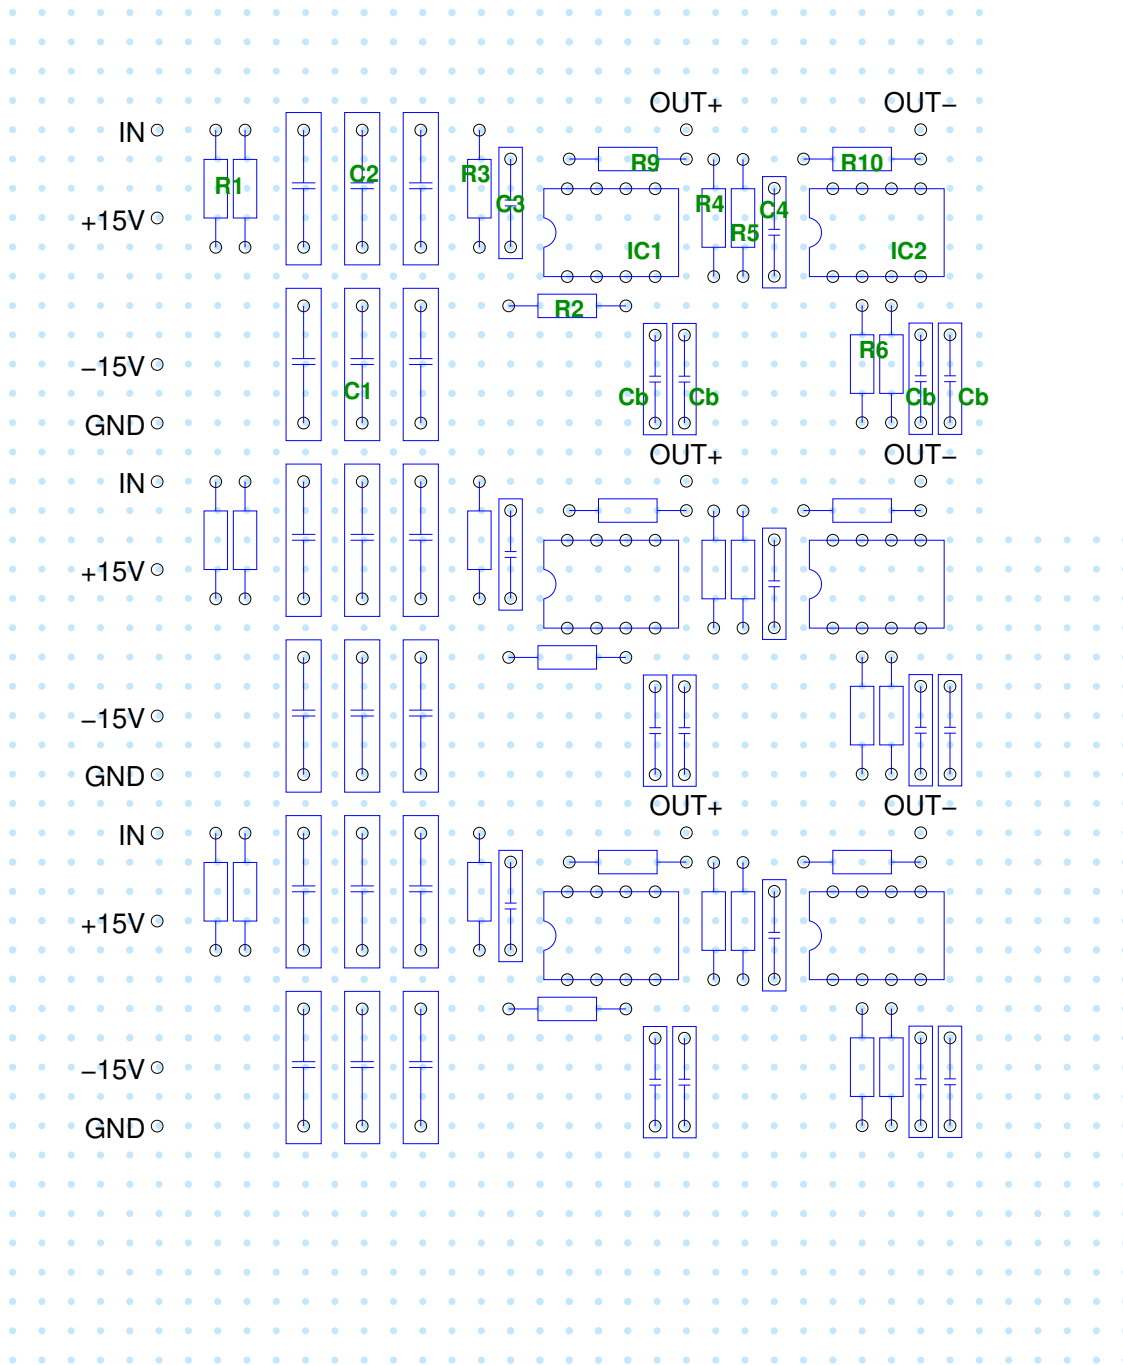 OUT+ OUT−
IN
R9 R10
R1 C2 R3
C3 R4 C4
+15V R5
IC1 IC2
R2
R6
−15V
C1 Cb Cb Cb Cb
GND
OUT+ OUT−
IN
+15V
−15V
GND
OUT+ OUT−
IN
+15V
−15V
GND